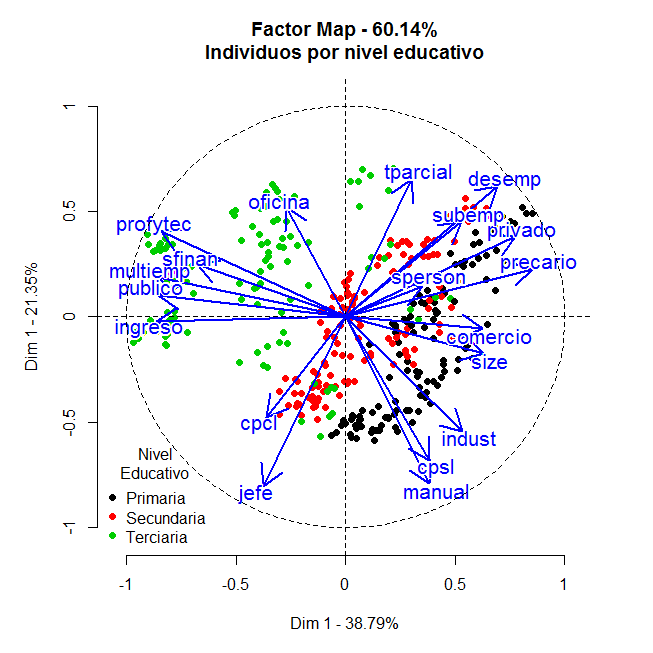 Factor Map - 60.14%
Individuos por nivel educativo
tparcial
desemp
oficina
subemp
profytec
privado
sfinan
precario
multiemp
sperson
publico
ingreso
comercio
size
cpcl
indust
cpsl
jefe
manual
Nivel
Educativo
Primaria
Secundaria
Terciaria
1
0.5
0
-0.5
-1
Dim 1 - 21.35%
-1 -0.5 0 0.5 1
Dim 1 - 38.79%